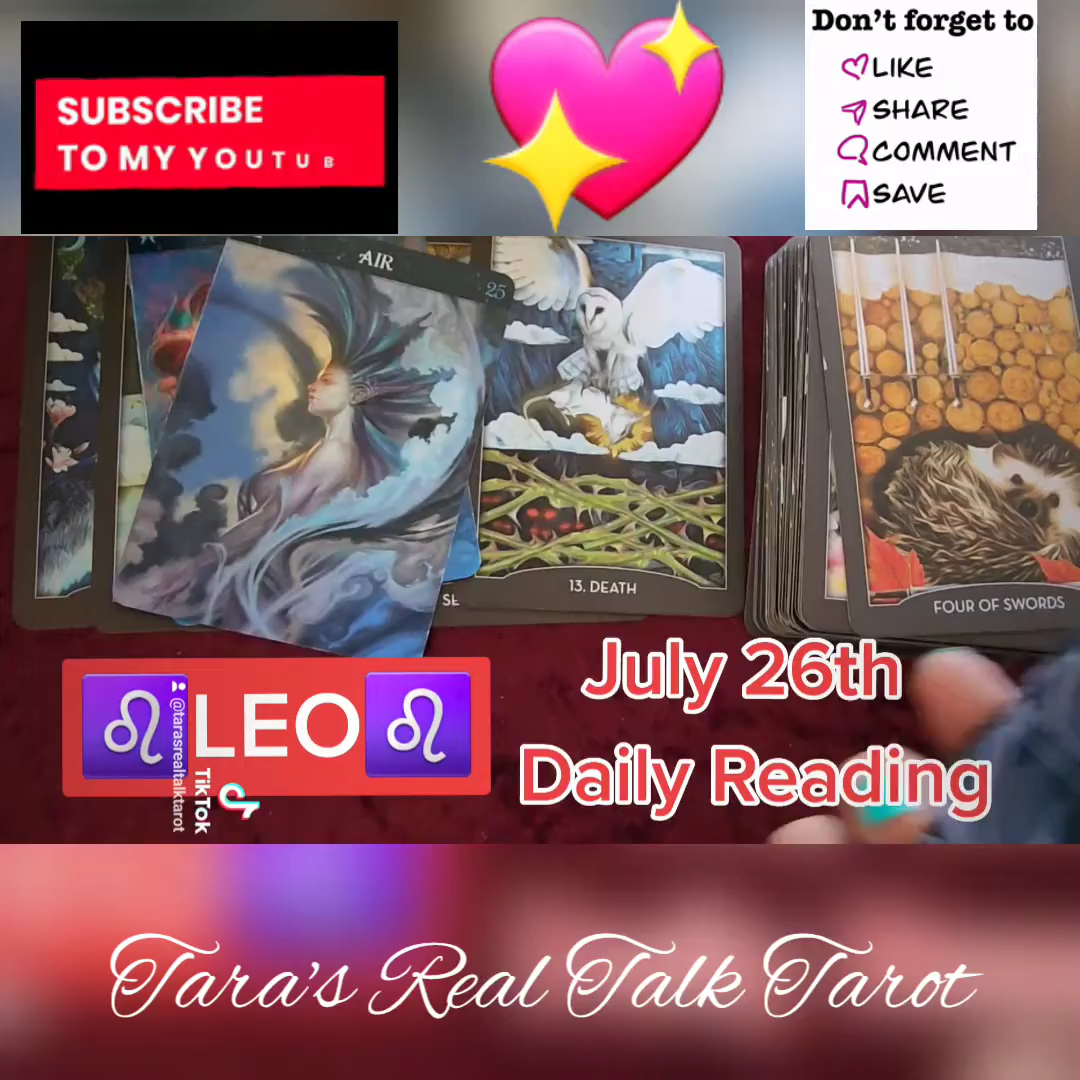 SUBSCRIBE
TO MY YOUTUB
Don't forget to
LIKE
SHARE
COMMENT
SAVE
AIR
25
13. DEATH
FOUR OF SWORDS
LEO
@tarasrealtalktarot
TikTok
July 26th
Daily Reading
Tara's Real Talk Tarot